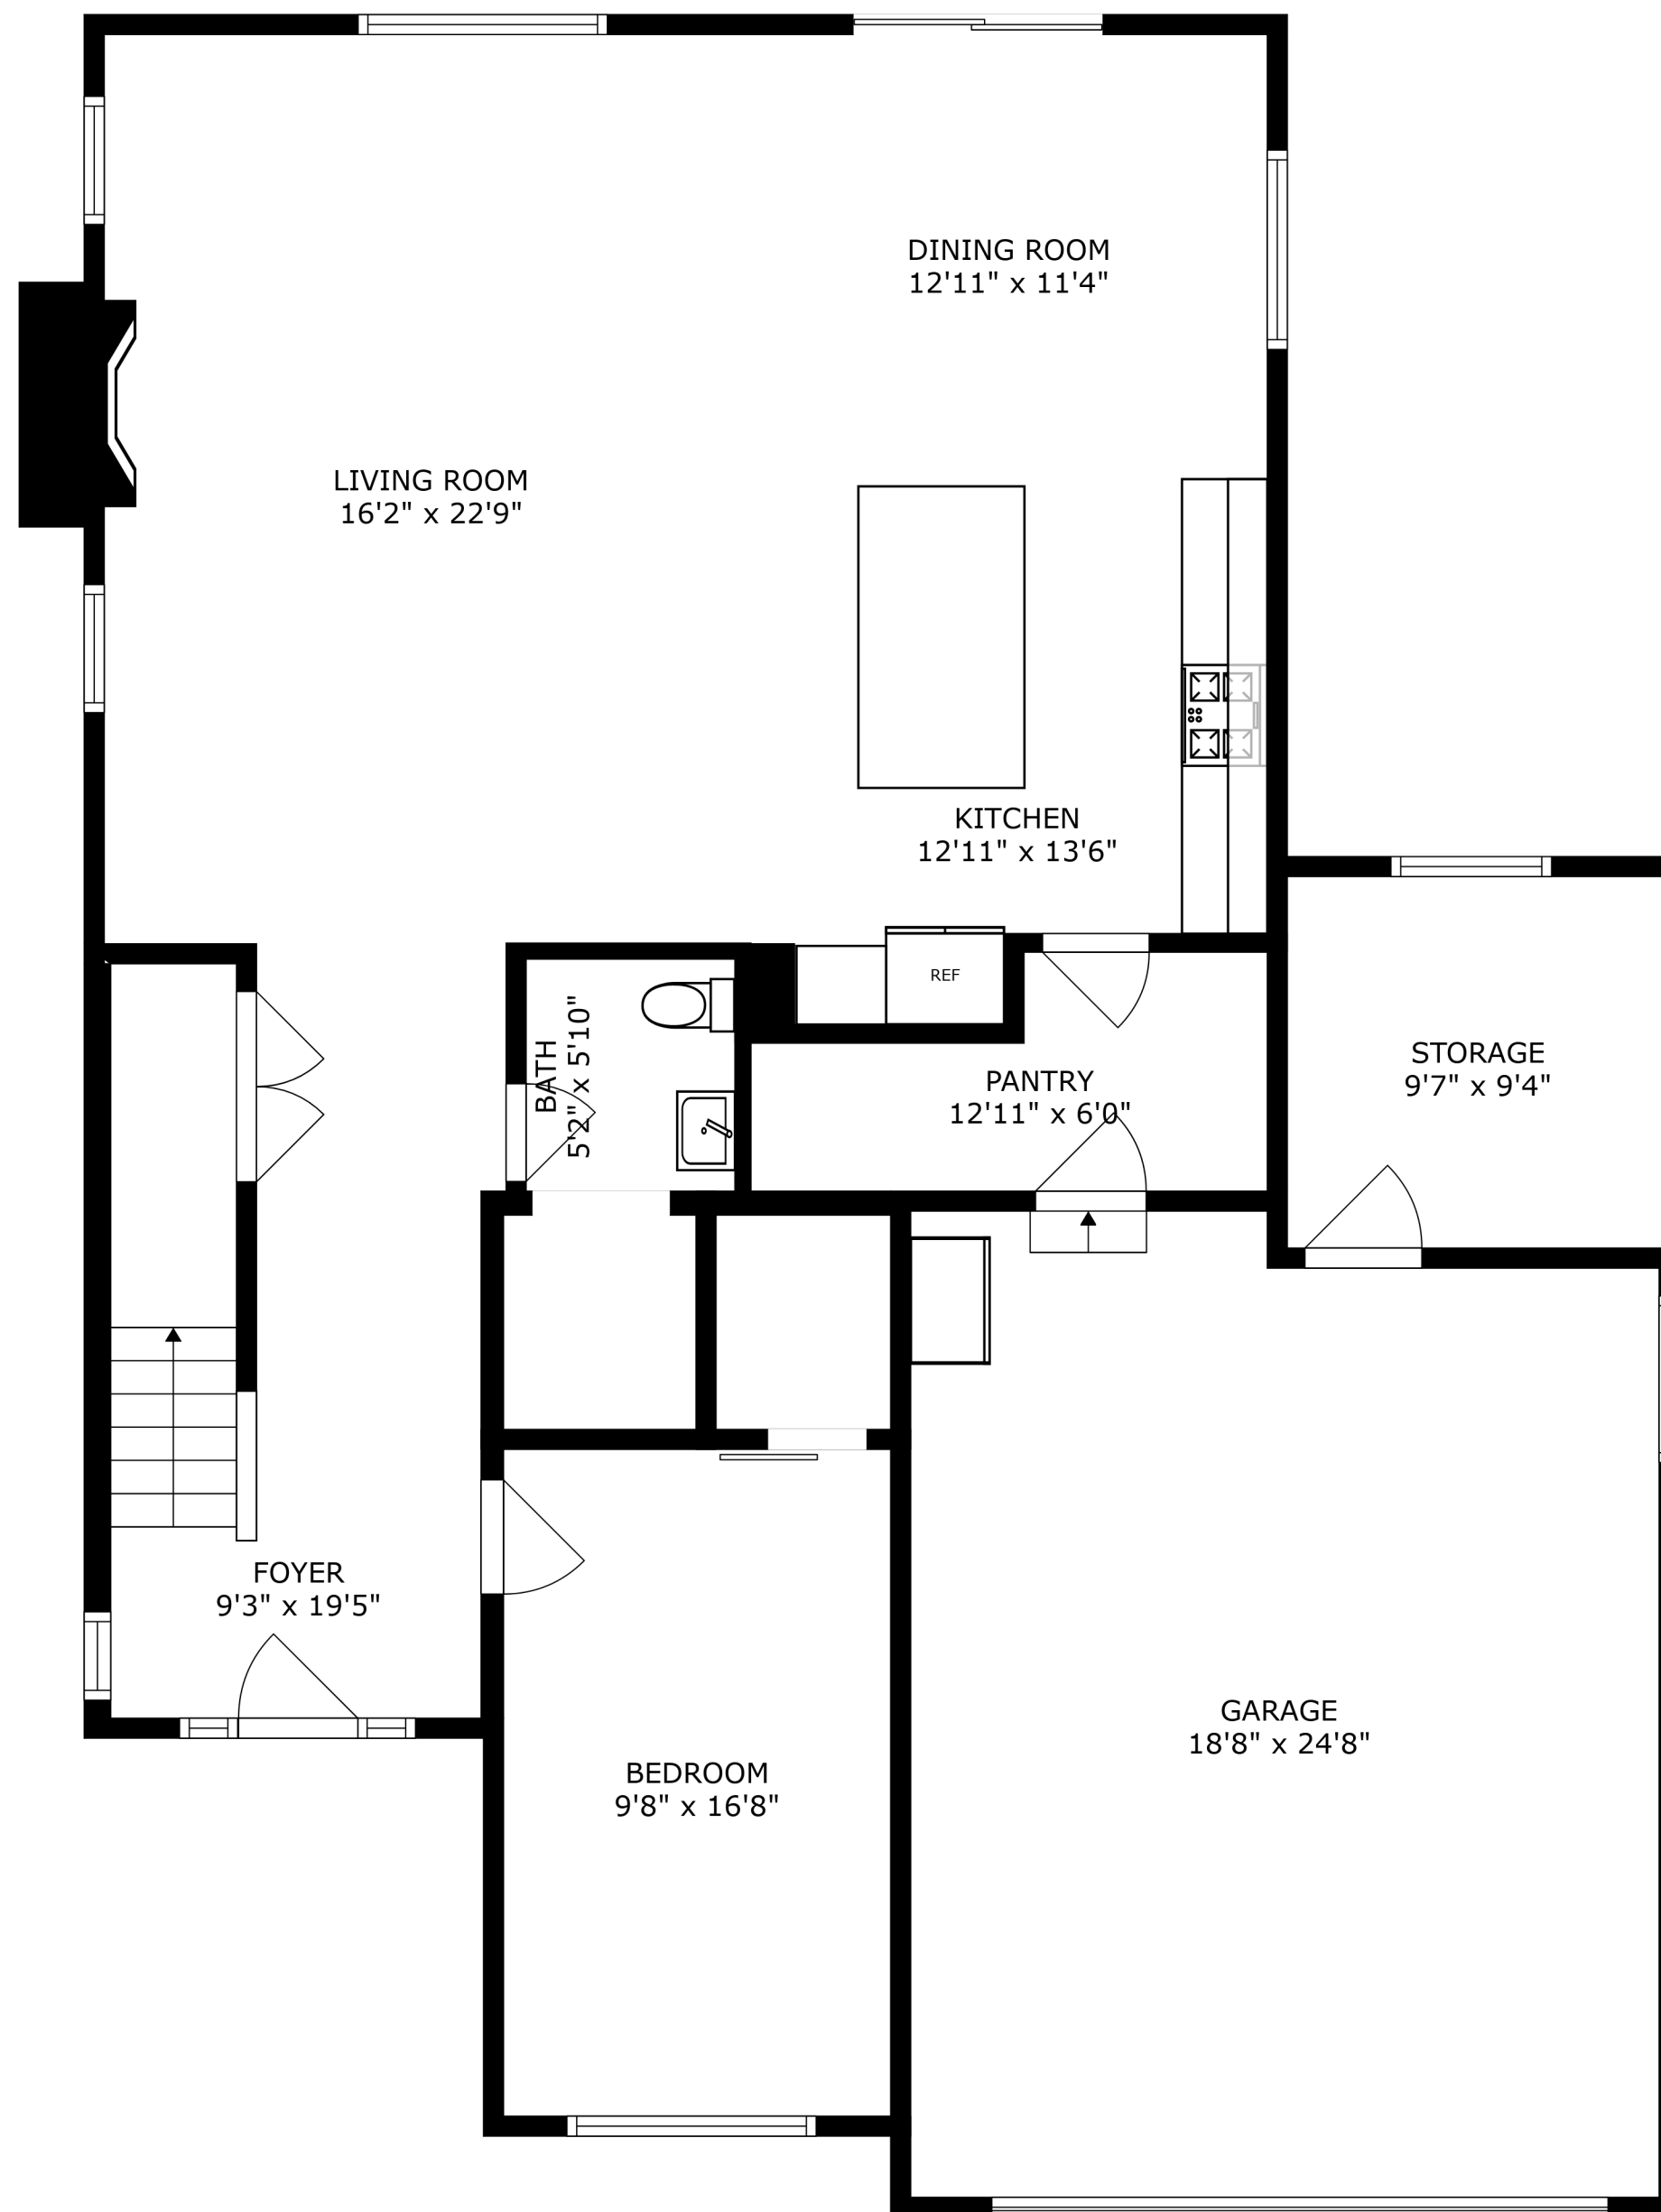 DINING ROOM
12'11" x 11'4"
LIVING ROOM
16'2" x 22'9"
KITCHEN
12'11" x 13'6"
REF
BATH
5'2" x 5'10"
PANTRY
12'11" x 6'0"
STORAGE
9'7" x 9'4"
FOYER
9'3" x 19'5"
GARAGE
18'8" x 24'8"
BEDROOM
9'8" x 16'8"